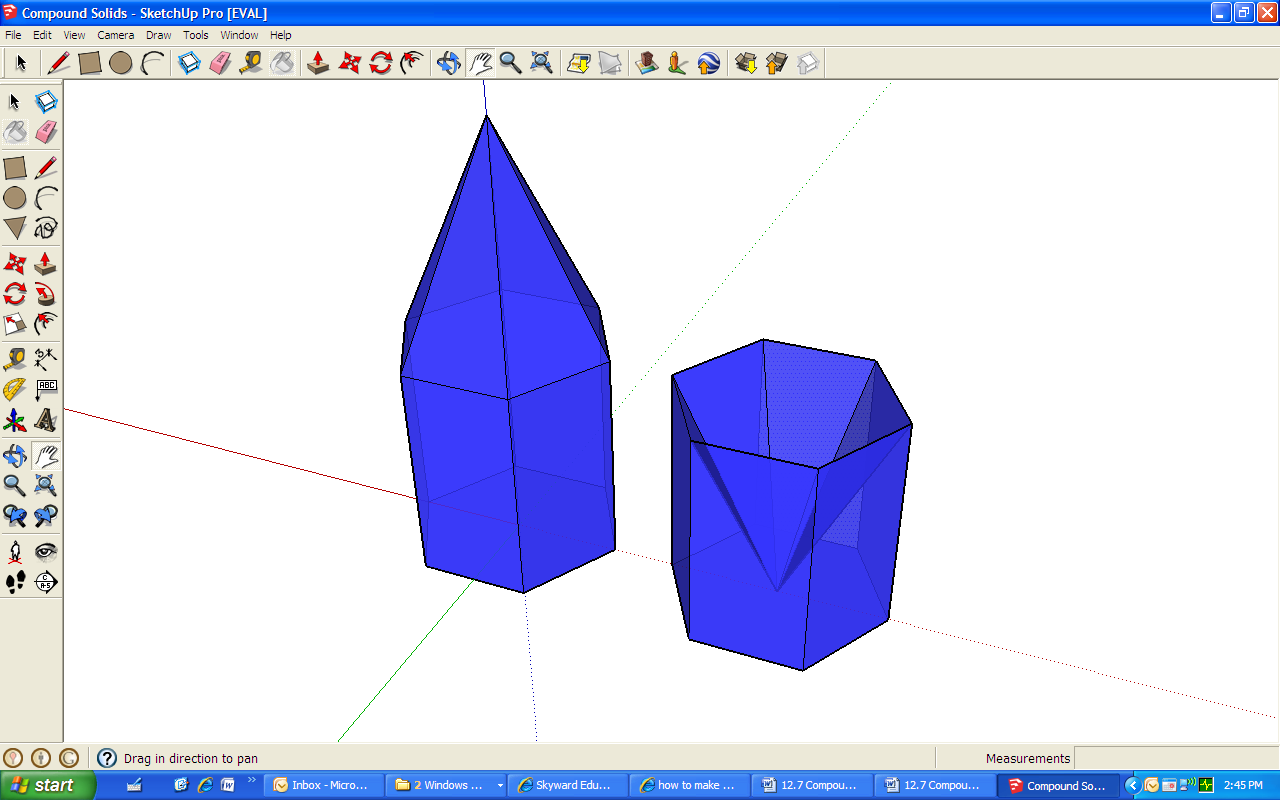 Compound Solids - SketchUp Pro [EVAL]
File Edit View Camera Draw Tools Window Help
ABC
A
C
A-5
Drag in direction to pan
Measurements
start
Inbox - Micro...
2 Windows ...
Skyward Edu...
how to make ...
12.7 Compou...
12.7 Compou...
Compound So...
2:45 PM